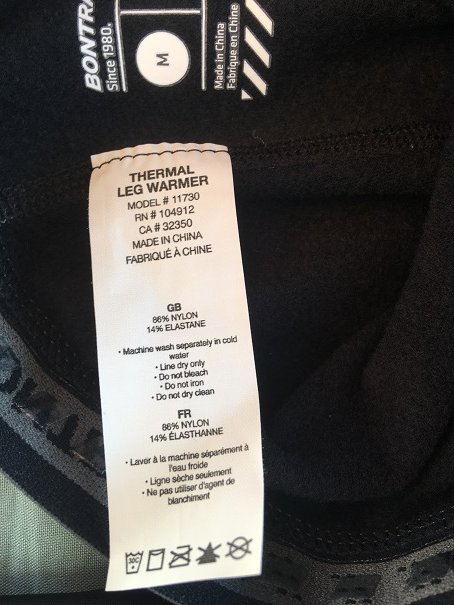 BONTRA
Since 1980.
M
Made in China
Fabriqué en Chine
THERMAL
LEG WARMER
MODEL # 11730
RN # 104912
CA # 32350
MADE IN CHINA
FABRIQUÉ À CHINE
GB
86% NYLON
14% ELASTANE
• Machine wash separately in cold
water
• Line dry only
• Do not bleach
• Do not iron
• Do not dry clean
FR
86% NYLON
14% ÉLASTHANNE
• Laver à la machine séparément à
l'eau froide
• Ligne sèche seulement
• Ne pas utiliser d'agent de
blanchiment
30C